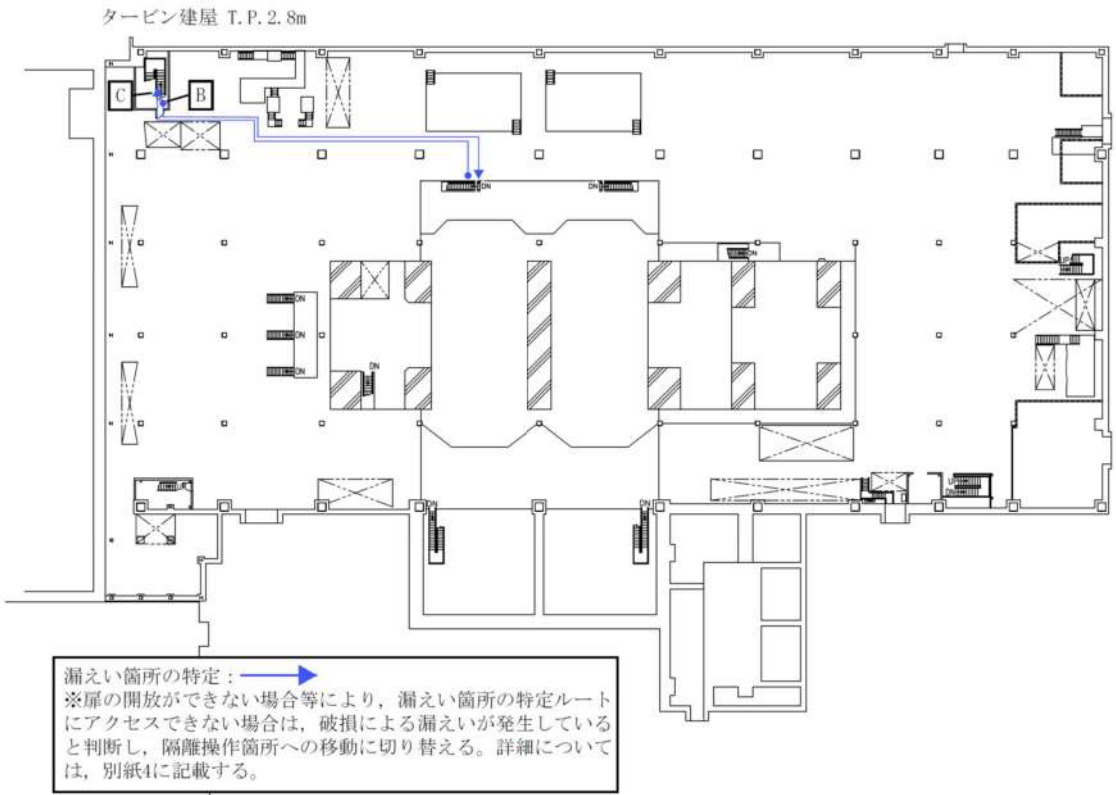 タービン建屋 T.P.2.8m
C
B
DN
DN
DN
UP
DN
DN
DN
DN
UP
UP
DN
DN
DN
漏えい箇所の特定：
※扉の開放ができない場合等により，漏えい箇所の特定ルート
にアクセスできない場合は，破損による漏えいが発生している
と判断し，隔離操作箇所への移動に切り替える。詳細について
は，別紙4に記載する。